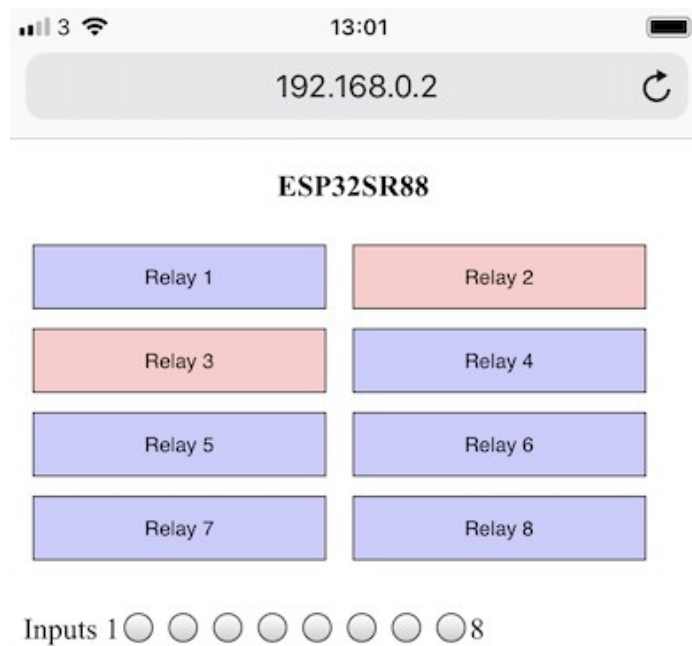 3 13:01
192.168.0.2
ESP32SR88
Relay 1 Relay 2
Relay 3 Relay 4
Relay 5 Relay 6
Relay 7 Relay 8
Inputs 1 8